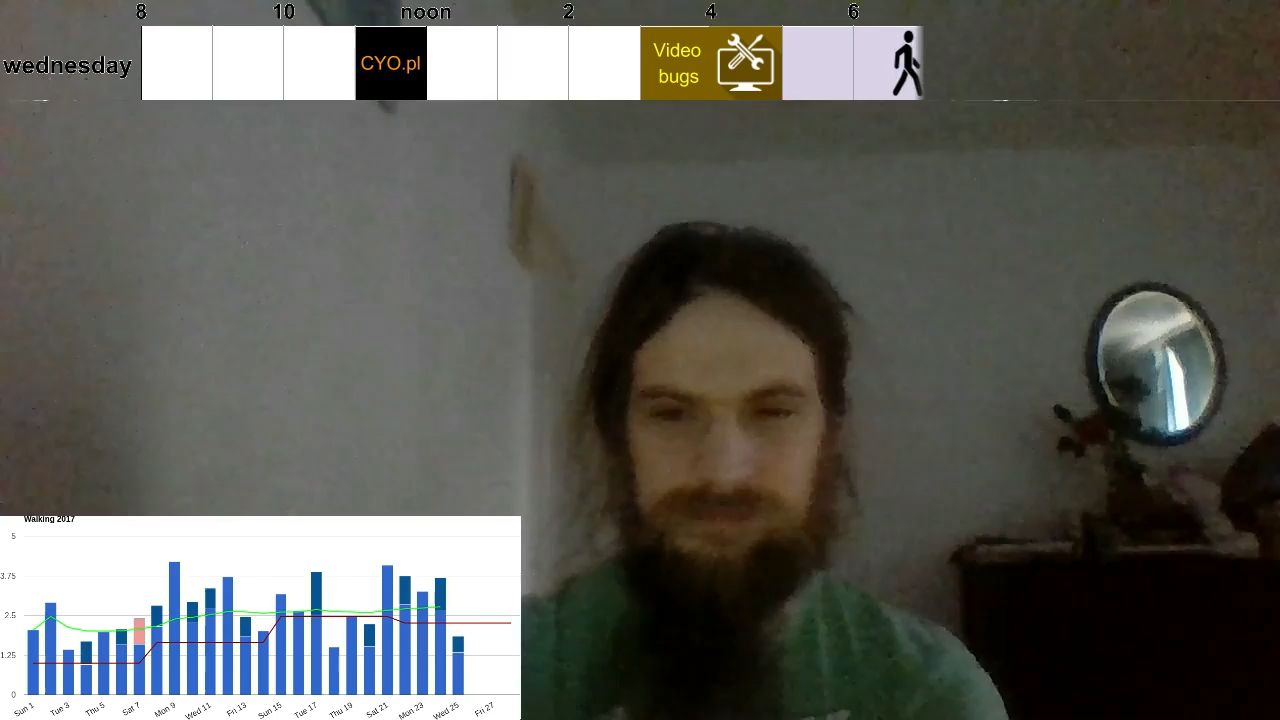 8 10 noon 2 4 6
wednesday
CYO.pl
Video
bugs
Walking 2017
5
3.75
2.5
1.25
0
Sun 1 Tue 3 Thu 5 Sat 7 Mon 9 Wed 11 Fri 13 Sun 15 Tue 17 Thu 19 Sat 21 Mon 23 Wed 25 Fri 27